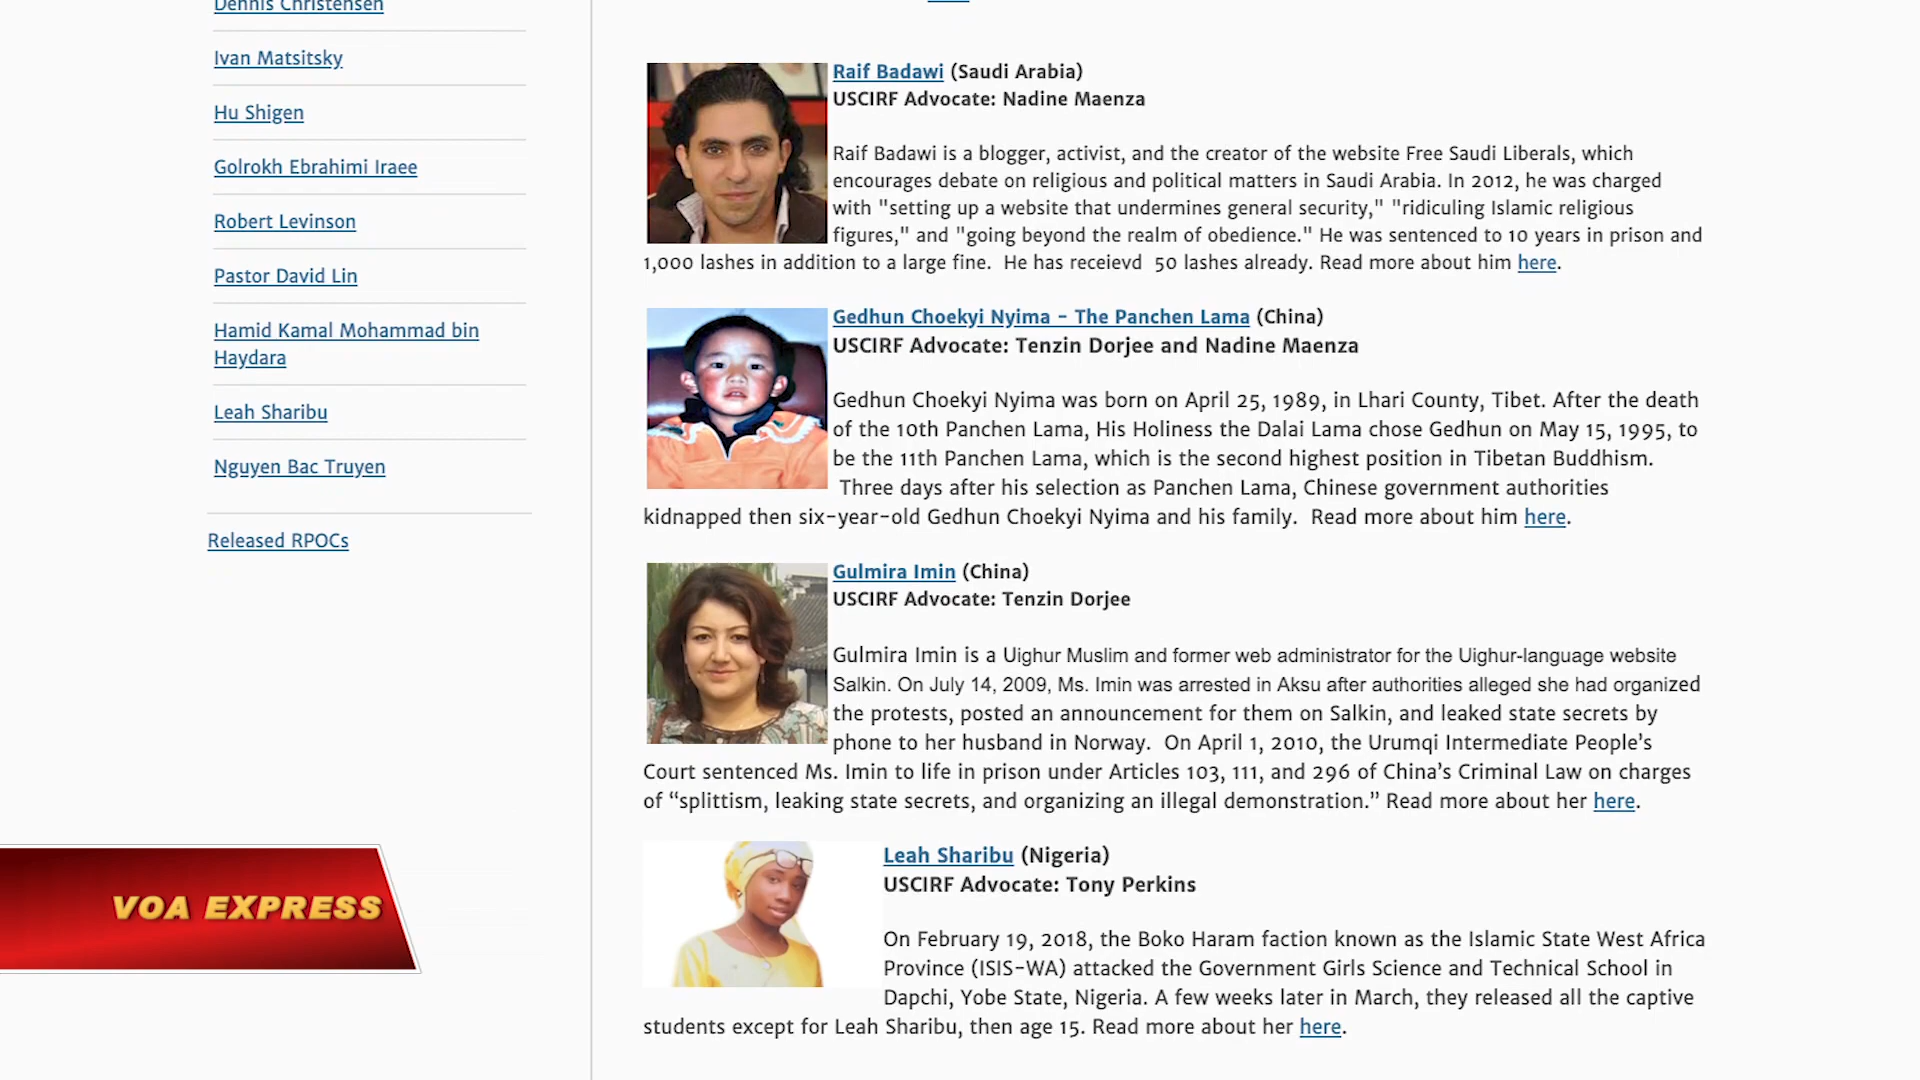 Dennis Christensen
Ivan Matsitsky
Hu Shigen
Golrokh Ebrahimi Iraee
Robert Levinson
Pastor David Lin
Hamid Kamal Mohammad bin
Haydara
Leah Sharibu
Nguyen Bac Truyen
Released RPOCs
Raif Badawi (Saudi Arabia)
USCIRF Advocate: Nadine Maenza
Raif Badawi is a blogger, activist, and the creator of the website Free Saudi Liberals, which
encourages debate on religious and political matters in Saudi Arabia. In 2012, he was charged
with "setting up a website that undermines general security," "ridiculing Islamic religious
figures," and "going beyond the realm of obedience." He was sentenced to 10 years in prison and
1,000 lashes in addition to a large fine.  He has receievd  50 lashes already. Read more about him here.
Gedhun Choekyi Nyima - The Panchen Lama (China)
USCIRF Advocate: Tenzin Dorjee and Nadine Maenza
Gedhun Choekyi Nyima was born on April 25, 1989, in Lhari County, Tibet. After the death
of the 10th Panchen Lama, His Holiness the Dalai Lama chose Gedhun on May 15, 1995, to
be the 11th Panchen Lama, which is the second highest position in Tibetan Buddhism.
Three days after his selection as Panchen Lama, Chinese government authorities
kidnapped then six-year-old Gedhun Choekyi Nyima and his family.  Read more about him here.
Gulmira Imin (China)
USCIRF Advocate: Tenzin Dorjee
Gulmira Imin is a Uighur Muslim and former web administrator for the Uighur-language website
Salkin. On July 14, 2009, Ms. Imin was arrested in Aksu after authorities alleged she had organized
the protests, posted an announcement for them on Salkin, and leaked state secrets by
phone to her husband in Norway.  On April 1, 2010, the Urumqi Intermediate People's
Court sentenced Ms. Imin to life in prison under Articles 103, 111, and 296 of China's Criminal Law on charges
of “splittism, leaking state secrets, and organizing an illegal demonstration.” Read more about her here.
Leah Sharibu (Nigeria)
USCIRF Advocate: Tony Perkins
On February 19, 2018, the Boko Haram faction known as the Islamic State West Africa
Province (ISIS-WA) attacked the Government Girls Science and Technical School in
Dapchi, Yobe State, Nigeria. A few weeks later in March, they released all the captive
students except for Leah Sharibu, then age 15. Read more about her here.
VOA EXPRESS